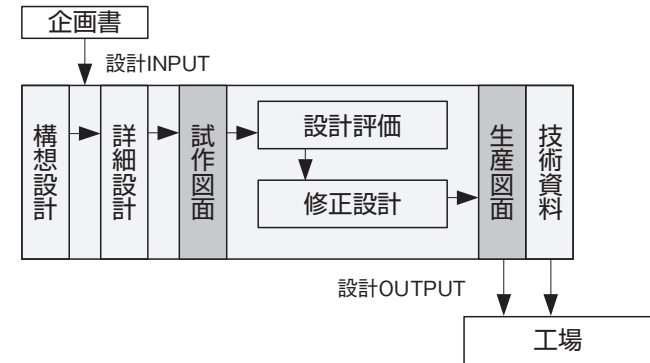 企画書
設計INPUT
構想設計
詳細設計
試作図面
設計評価
修正設計
生産図面
技術資料
設計OUTPUT
工場